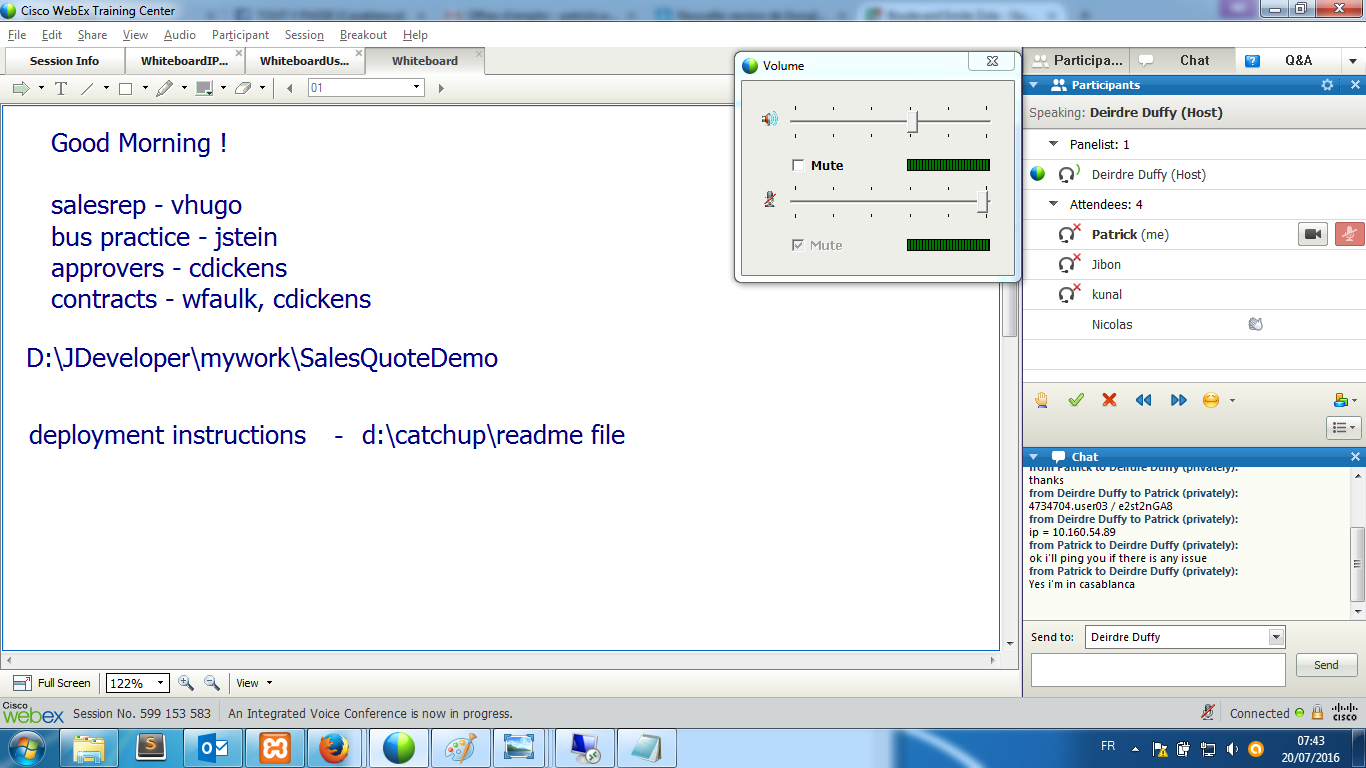 Cisco WebEx Training Center
File Edit Share View Audio Participant Session Breakout Help
Session Info WhiteboardIP... WhiteboardUs... Whiteboard
01
Good Morning !
salesrep - vhugo
bus practice - jstein
approvers - cdickens
contracts - wfaulk, cdickens
D:\JDeveloper\mywork\SalesQuoteDemo
deployment instructions - d:\catchup\readme file
Volume
Mute
Mute
Participa... Chat Q&A
Participants
Speaking: Deirdre Duffy (Host)
Panelist: 1
Deirdre Duffy (Host)
Attendees: 4
Patrick (me)
Jibon
kunal
Nicolas
Chat
from Patrick to Deirdre Duffy (privately):
thanks
from Deirdre Duffy to Patrick (privately):
4734704.user03 / e2st2nGA8
from Deirdre Duffy to Patrick (privately):
ip = 10.160.54.89
from Patrick to Deirdre Duffy (privately):
ok i'll ping you if there is any issue
from Patrick to Deirdre Duffy (privately):
Yes i'm in casablanca
Send to: Deirdre Duffy
Send
Full Screen 122% View
Cisco webex Session No. 599 153 583 An Integrated Voice Conference is now in progress. Connected cisco
FR 07:43
20/07/2016